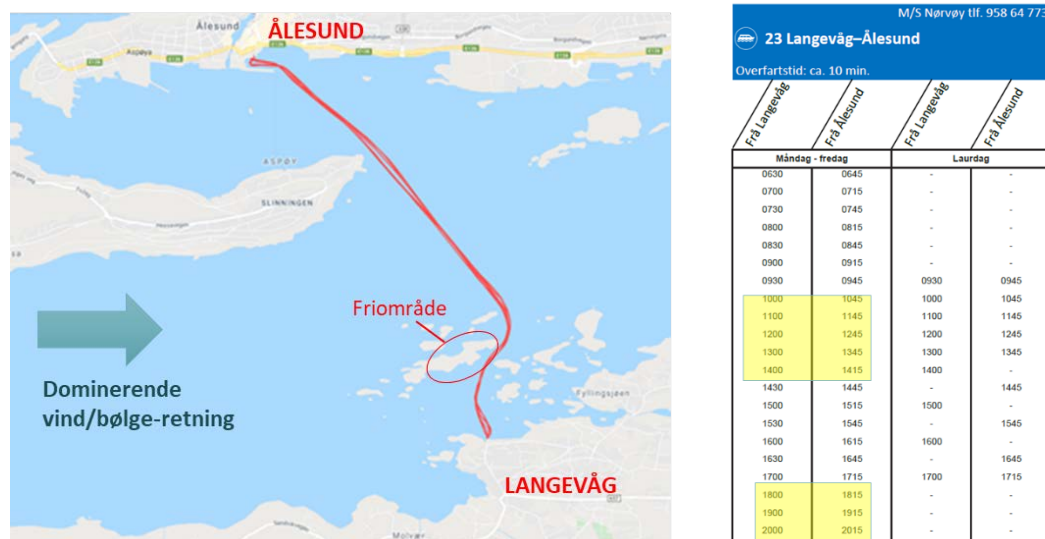 Ålesund
ÅLESUND
Aspøya
ASPØY
SLINNINGEN
Friområde
Dominerende
vind/bølge-retning
Fyllingsjøen
LANGEVÅG
Molvær
M/S Nørvøy tlf. 958 64 773
23 Langevåg–Ålesund
Overfartstid: ca. 10 min.
Frå Langevåg Frå Ålesund Frå Langevåg Frå Ålesund
Måndag - fredag Laurdag
0630 0645 - -
0700 0715 - -
0730 0745 - -
0800 0815 - -
0830 0845 - -
0900 0915 - -
0930 0945 0930 0945
1000 1045 1000 1045
1100 1145 1100 1145
1200 1245 1200 1245
1300 1345 1300 1345
1400 1415 1400 -
1430 1445 - 1445
1500 1515 1500 -
1530 1545 - 1545
1600 1615 1600 -
1630 1645 - 1645
1700 1715 1700 1715
1800 1815 - -
1900 1915 - -
2000 2015 - -